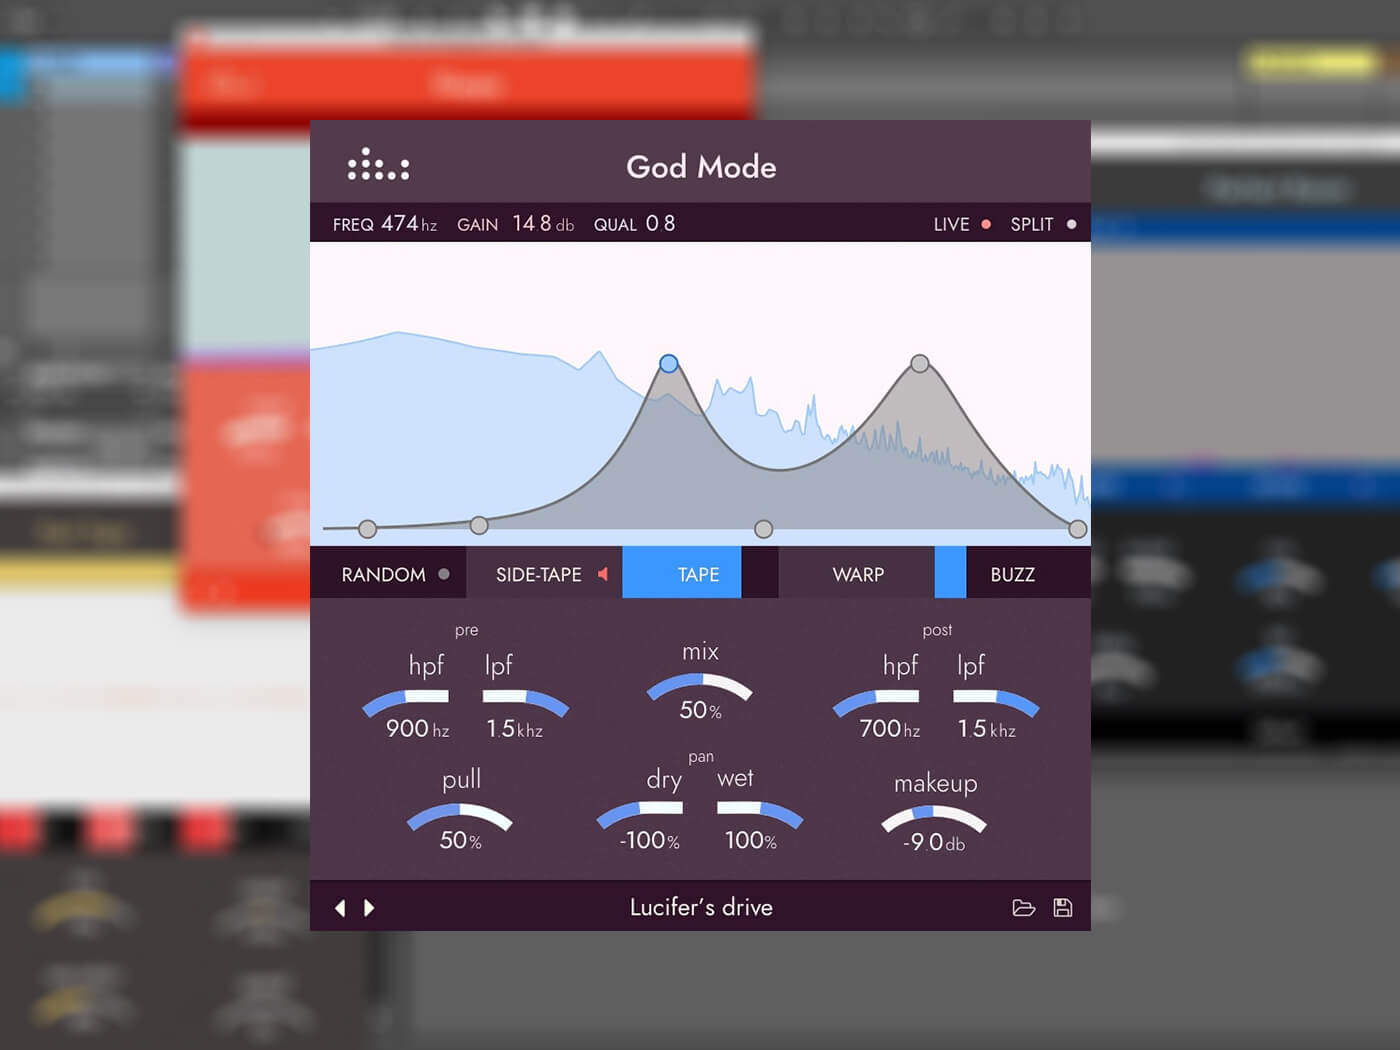 God Mode
FREQ 474 hz GAIN 14.8 db QUAL 0.8 LIVE SPLIT
RANDOM SIDE-TAPE TAPE WARP BUZZ
pre post
hpf lpf mix hpf lpf
900 hz 1.5 khz 50 % 700 hz 1.5 khz
pan
pull dry wet makeup
50 % -100 % 100 % -9.0 db
Lucifer's drive